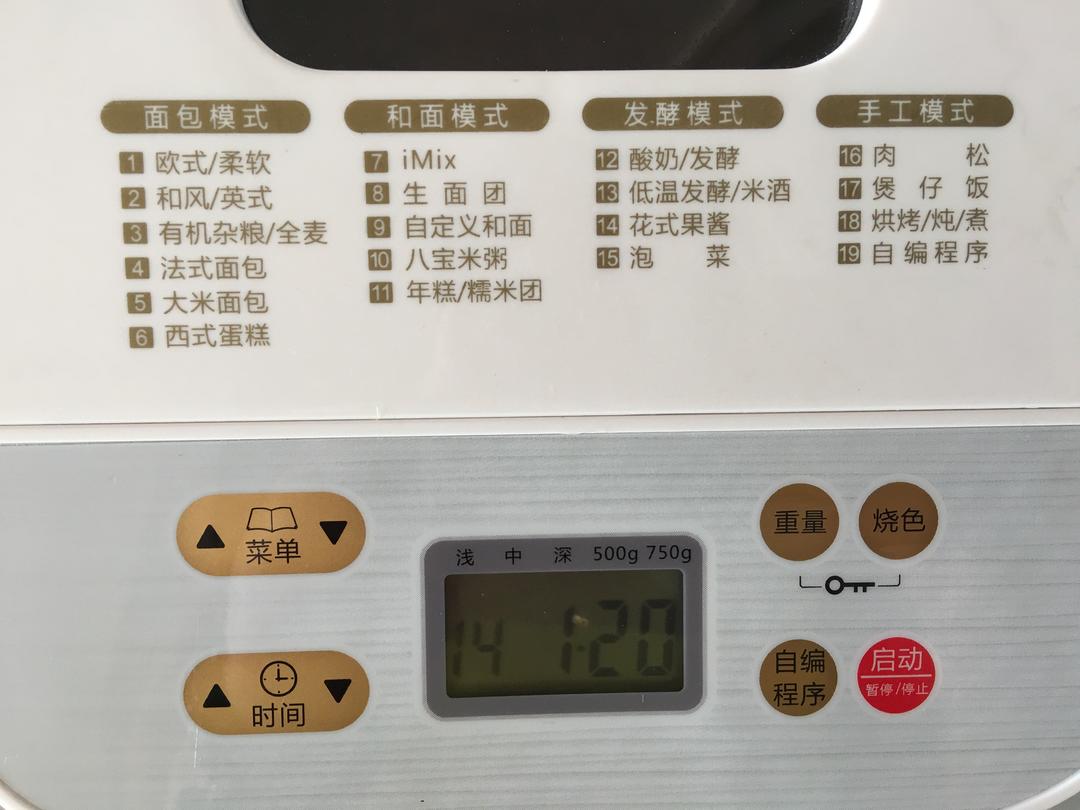 面包模式
1 欧式/柔软
2 和风/英式
3 有机杂粮/全麦
4 法式面包
5 大米面包
6 西式蛋糕
和面模式
7 iMix
8 生面团
9 自定义和面
10 八宝米粥
11 年糕/糯米团
发酵模式
12 酸奶/发酵
13 低温发酵/米酒
14 花式果酱
15 泡菜
手工模式
16 肉松
17 煲仔饭
18 烘烤/炖/煮
19 自编程序
菜单
时间
浅 中 深 500g 750g
14 1:20
重量
烧色
自编
程序
启动
暂停/停止